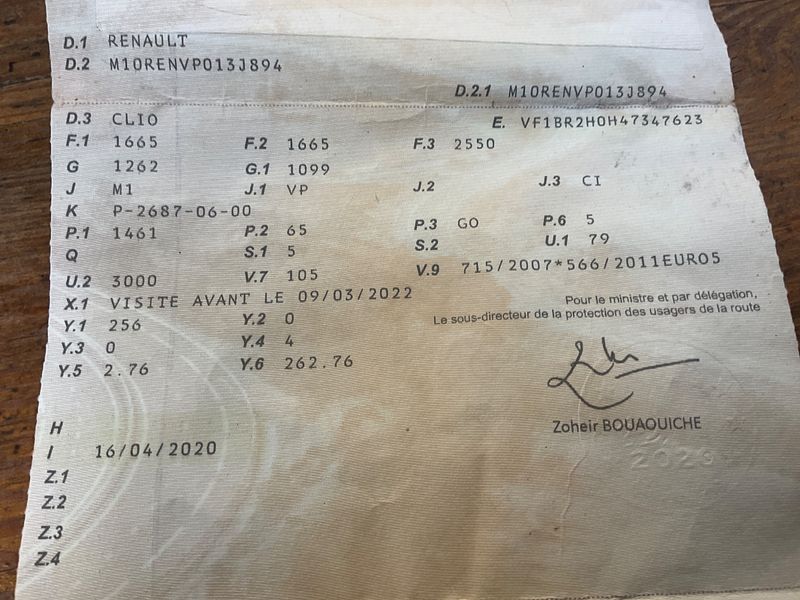 D.1 RENAULT
D.2 M10RENVP013J894
D.2.1 M10RENVP013J894
D.3 CLIO E. VF1BR2H0H47347623
F.1 1665 F.2 1665 F.3 2550
G 1262 G.1 1099
J M1 J.1 VP J.2 J.3 CI
K P-2687-06-00
P.1 1461 P.2 65 P.3 GO P.6 5
Q S.1 5 S.2 U.1 79
U.2 3000 V.7 105 V.9 715/2007*566/2011EURO5
X.1 VISITE AVANT LE 09/03/2022
Y.1 256 Y.2 0
Y.3 0 Y.4 4
Y.5 2.76 Y.6 262.76
Pour le ministre et par délégation,
Le sous-directeur de la protection des usagers de la route
Zoheir BOUAOUICHE
2020
H
I 16/04/2020
Z.1
Z.2
Z.3
Z.4